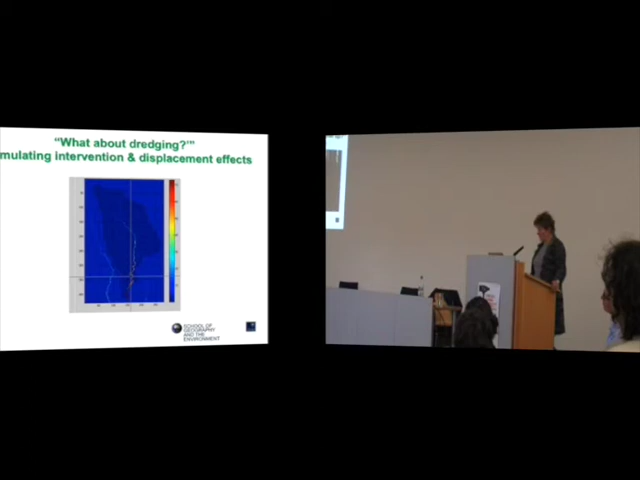 "What about dredging?'"
mulating intervention & displacement effects
SCHOOL OF
GEOGRAPHY
AND THE
ENVIRONMENT